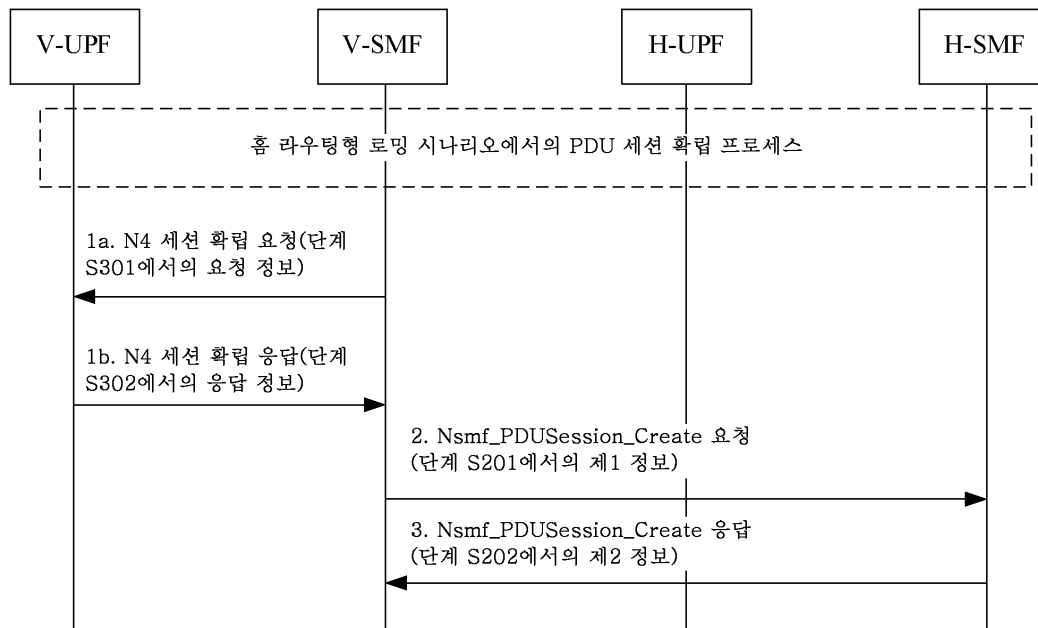 V-UPF
V-SMF
H-UPF
H-SMF
홈 라우팅형 로밍 시나리오에서의 PDU 세션 확립 프로세스
1a. N4 세션 확립 요청(단계
S301에서의 요청 정보)
1b. N4 세션 확립 응답(단계
S302에서의 응답 정보)
2. Nsmf_PDUSession_Create 요청
(단계 S201에서의 제1 정보)
3. Nsmf_PDUSession_Create 응답
(단계 S202에서의 제2 정보)